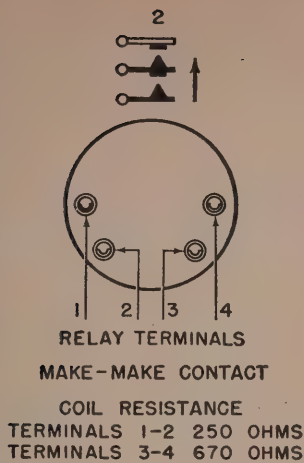 2
1 2 3 4
RELAY TERMINALS
MAKE-MAKE CONTACT
COIL RESISTANCE
TERMINALS 1-2 250 OHMS
TERMINALS 3-4 670 OHMS